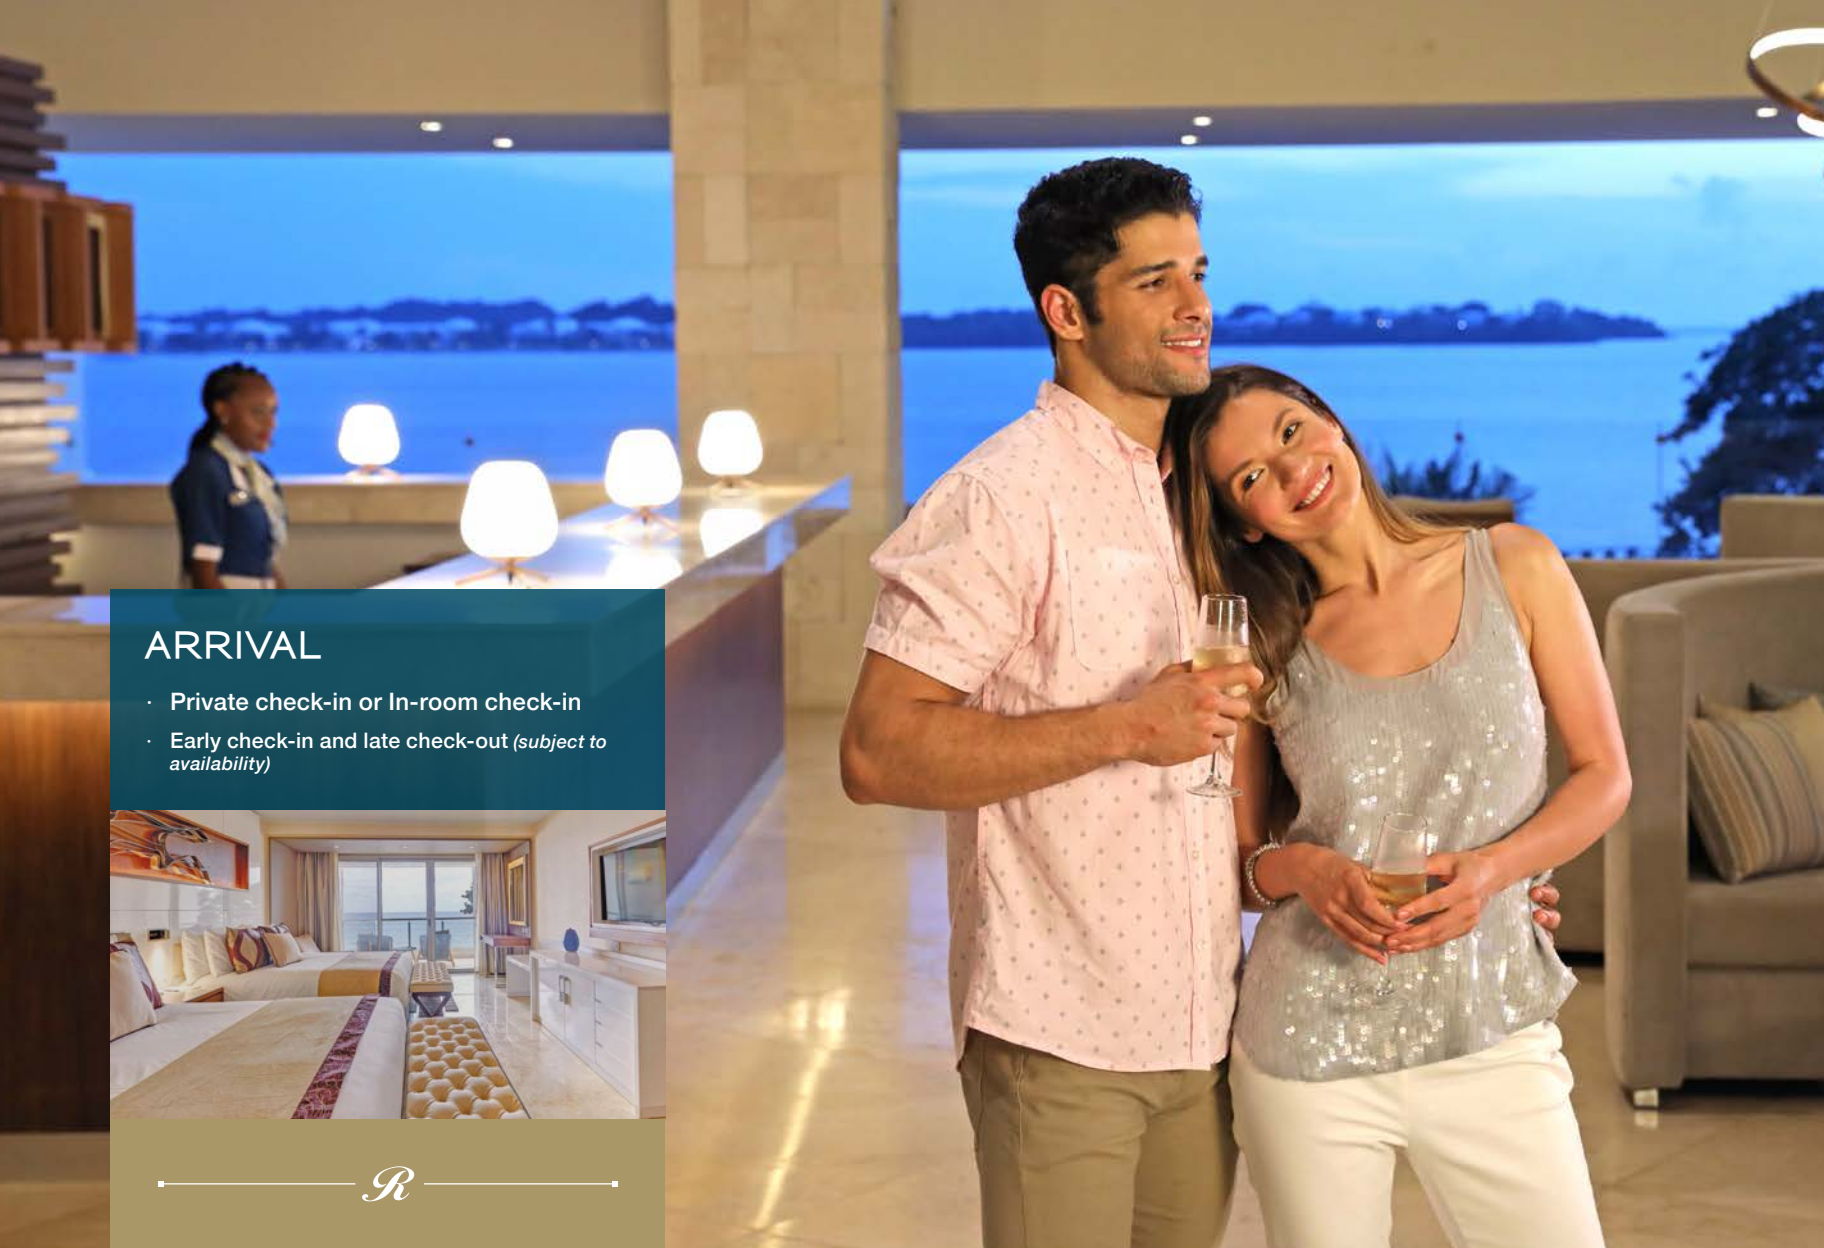 ARRIVAL
· Private check-in or In-room check-in
· Early check-in and late check-out (subject to
availability)
R